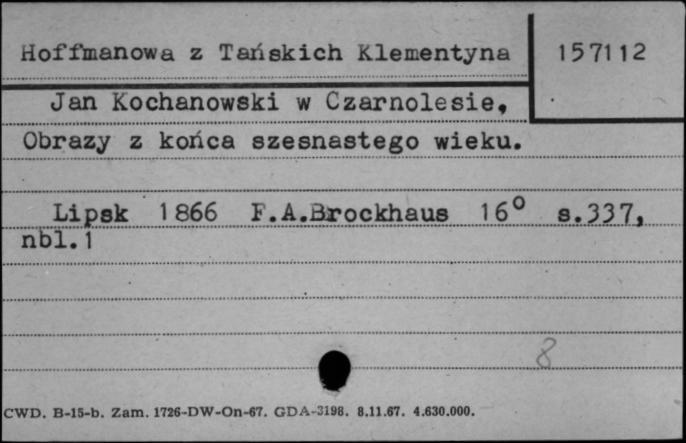 Hoffmanowa z Tańskich Klementyna 157112
Jan Kochanowski w Czarnolesie,
Obrazy z końca szesnastego wieku.
Lipsk 1866 F.A.Brockhaus 16° s.337,
nbl.1
8
CWD. B-15-b. Zam. 1726-DW-On-67. GDA-3198. 8.11.67. 4.630.000.